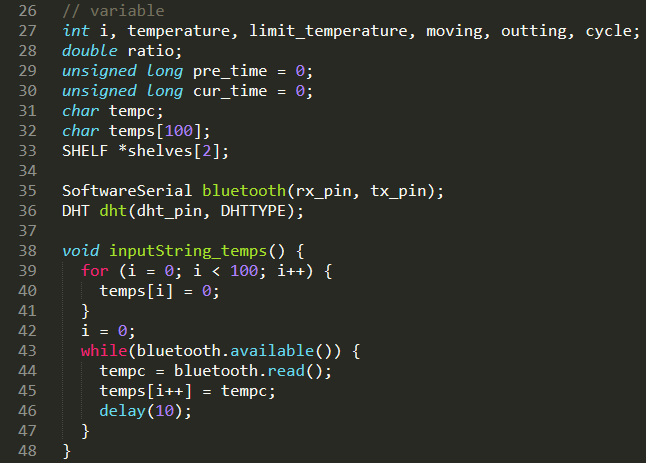 26 // variable
27 int i, temperature, limit_temperature, moving, outting, cycle;
28 double ratio;
29 unsigned long pre_time = 0;
30 unsigned long cur_time = 0;
31 char tempc;
32 char temps[100];
33 SHELF *shelves[2];
34
35 SoftwareSerial bluetooth(rx_pin, tx_pin);
36 DHT dht(dht_pin, DHTTYPE);
37
38 void inputString_temps() {
39   for (i = 0; i < 100; i++) {
40     temps[i] = 0;
41   }
42   i = 0;
43   while(bluetooth.available()) {
44     tempc = bluetooth.read();
45     temps[i++] = tempc;
46     delay(10);
47   }
48 }